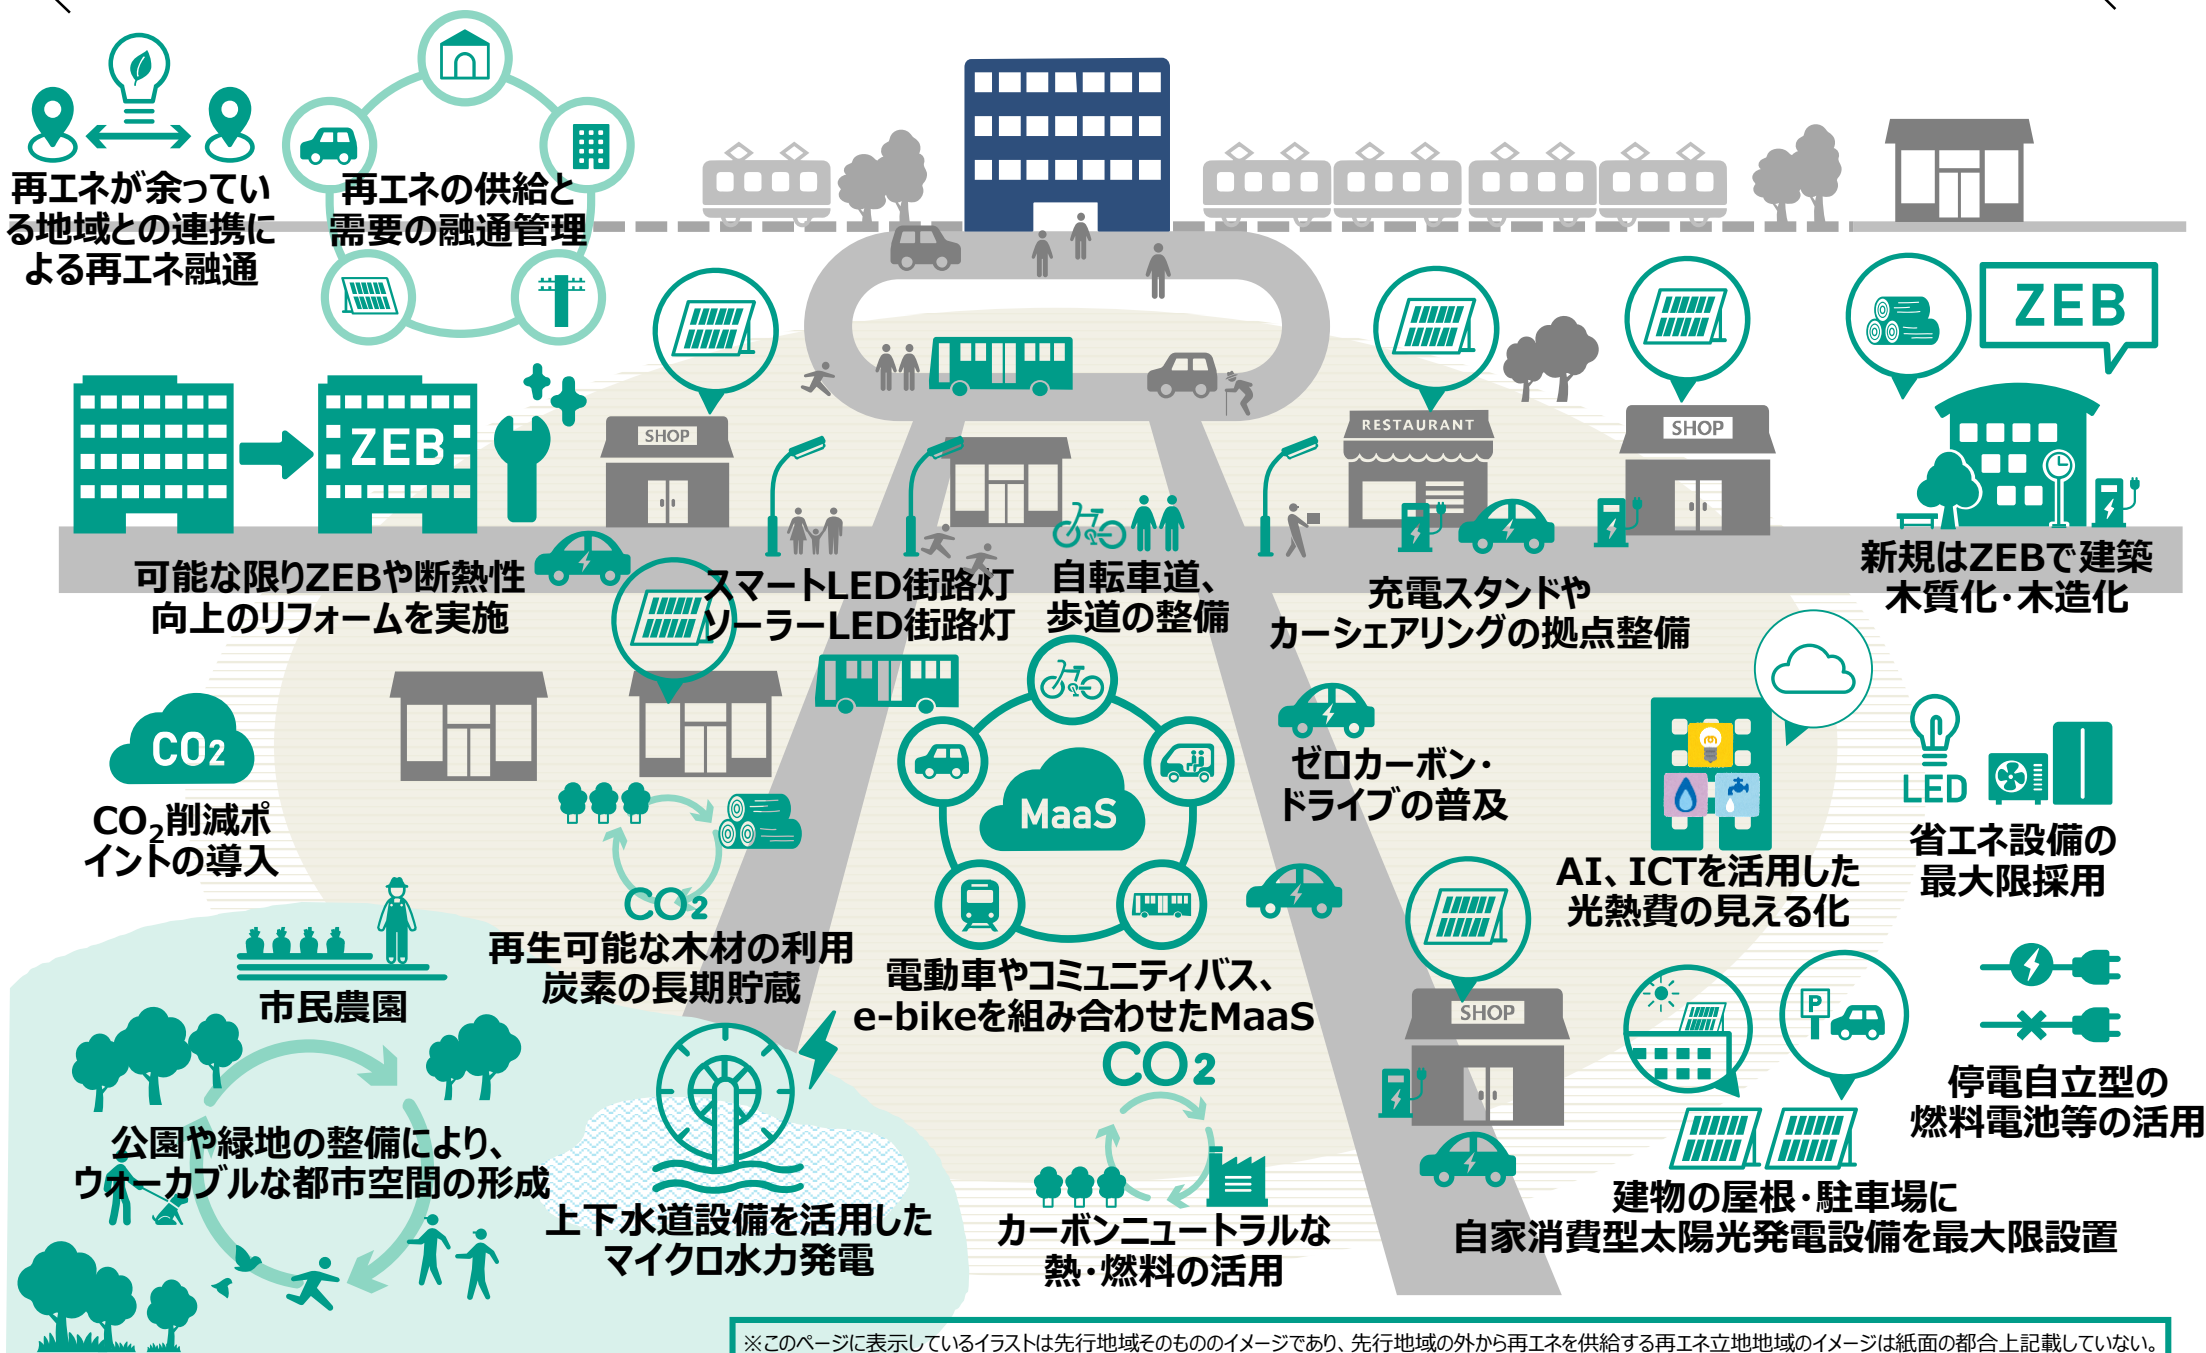 再エネが余ってい
る地域との連携に
よる再エネ融通
再エネの供給と
需要の融通管理
ZEB
ZEB
SHOP
RESTAURANT
SHOP
可能な限りZEBや断熱性
向上のリフォームを実施
スマートLED街路灯
ソーラーLED街路灯
自転車道、
歩道の整備
充電スタンドや
カーシェアリングの拠点整備
新規はZEBで建築
木質化・木造化
CO2
CO₂削減ポ
イントの導入
MaaS
ゼロカーボン・
ドライブの普及
LED
省エネ設備の
最大限採用
AI、ICTを活用した
光熱費の見える化
CO2
再生可能な木材の利用
炭素の長期貯蔵
電動車やコミュニティバス、
e-bikeを組み合わせたMaaS
市民農園
SHOP
P
停電自立型の
燃料電池等の活用
公園や緑地の整備により、
ウォーカブルな都市空間の形成
上下水道設備を活用した
マイクロ水力発電
CO2
カーボンニュートラルな
熱・燃料の活用
建物の屋根・駐車場に
自家消費型太陽光発電設備を最大限設置
※このページに表示しているイラストは先行地域そのもののイメージであり、先行地域の外から再エネを供給する再エネ立地地域のイメージは紙面の都合上記載していない。